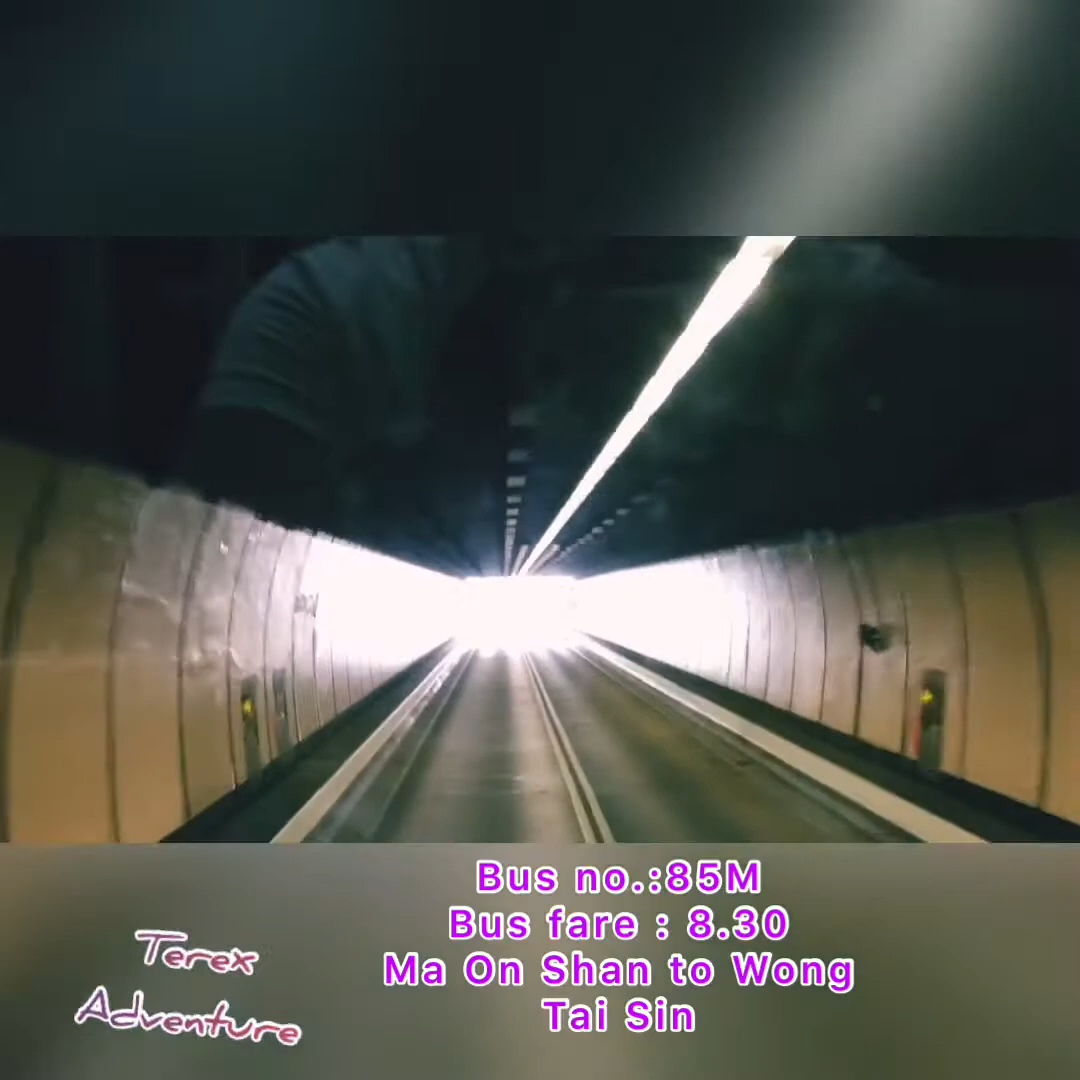 Bus no.:85M
Bus fare : 8.30
Ma On Shan to Wong
Tai Sin
Terex
Adventure